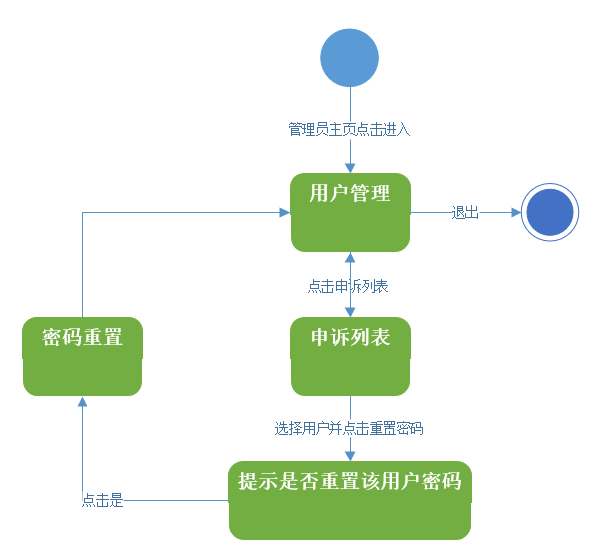 管理员主页点击进入
用户管理
退出
点击申诉列表
密码重置
申诉列表
选择用户并点击重置密码
提示是否重置该用户密码
点击是